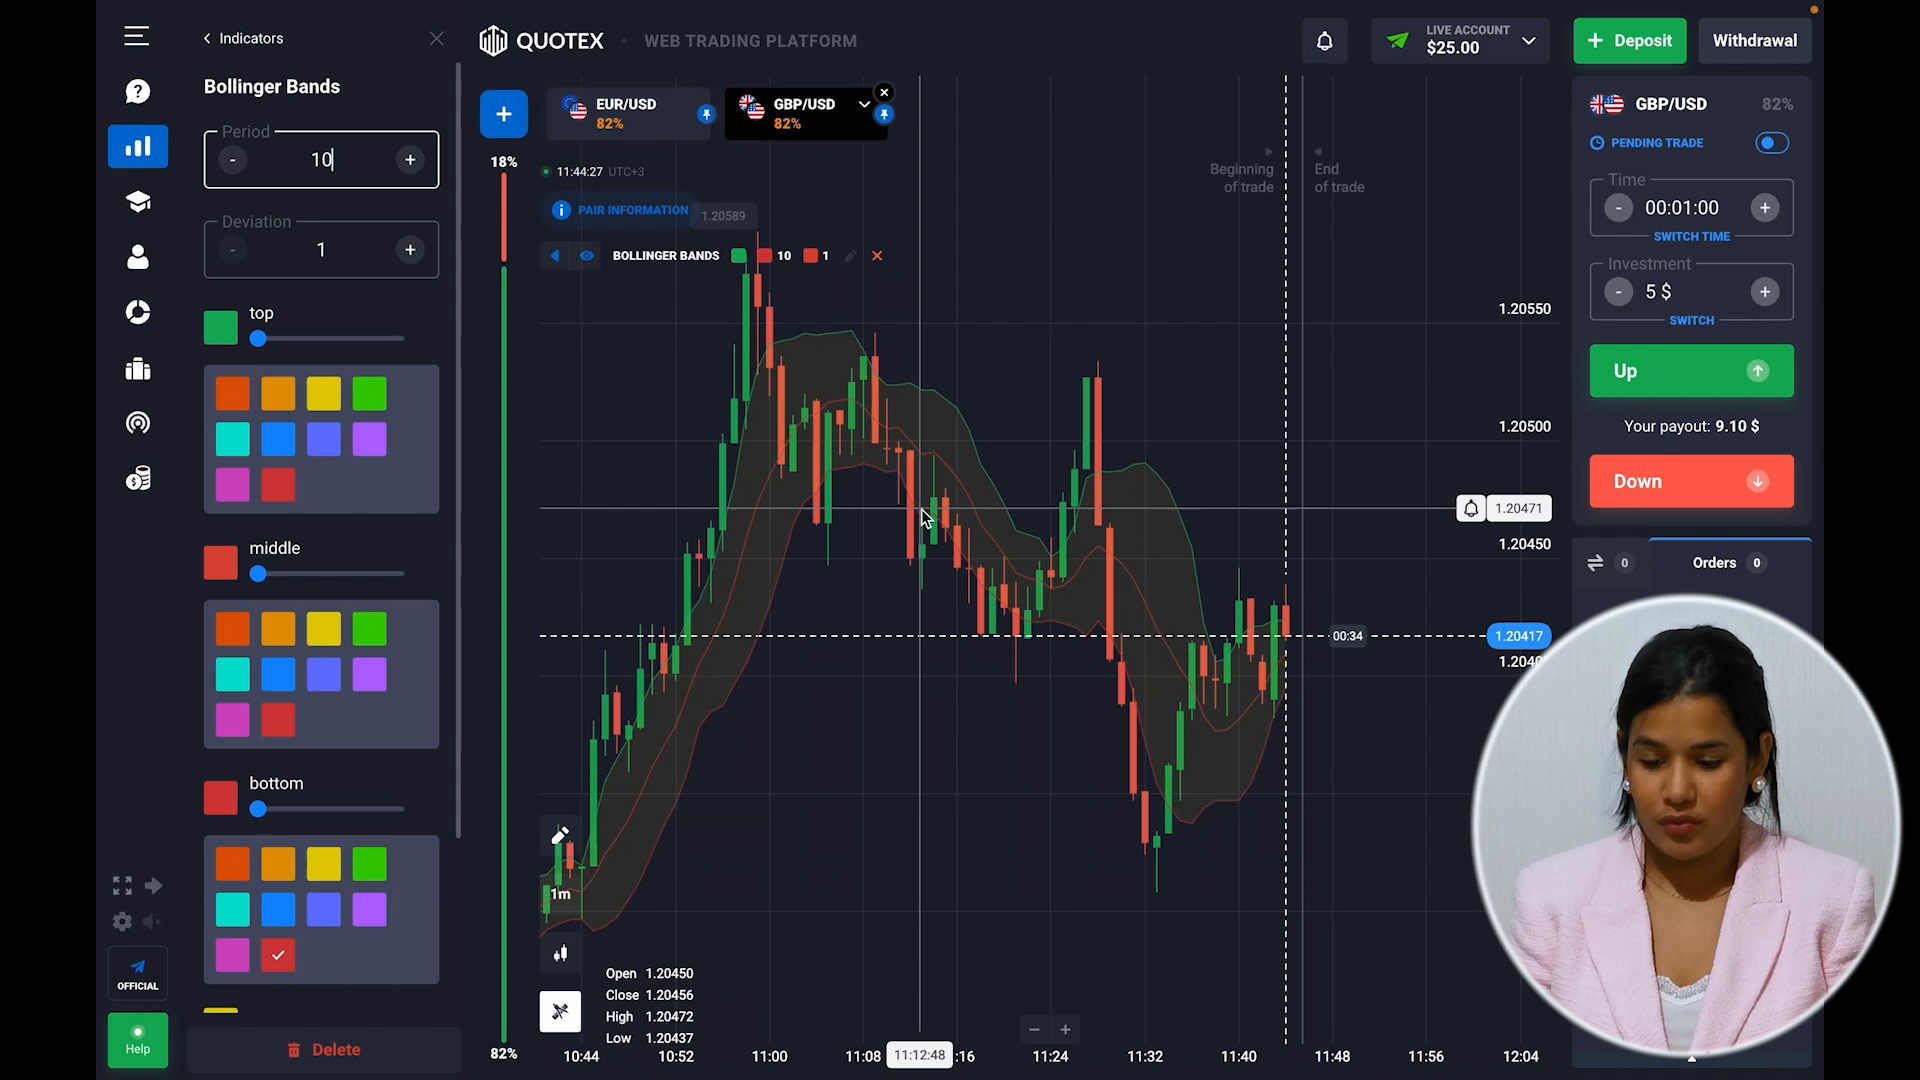 Indicators
Bollinger Bands
Period
- 10 +
Deviation
- 1 +
top
middle
bottom
Delete
OFFICIAL
Help
QUOTEX
WEB TRADING PLATFORM
LIVE ACCOUNT
$25.00
+ Deposit
Withdrawal
+
EUR/USD
82%
GBP/USD
82%
18%
82%
11:44:27 UTC+3
PAIR INFORMATION
1.20589
BOLLINGER BANDS 10 1
Beginning
of trade
End
of trade
1.20550
1.20500
1.20471
1.20450
00:34
1.20417
1m
Open 1.20450
Close 1.20456
High 1.20472
Low 1.20437
- +
10:44 10:52 11:00 11:08 11:12:48 :16 11:24 11:32 11:40 11:48 11:56 12:04
GBP/USD 82%
PENDING TRADE
Time
- 00:01:00 +
SWITCH TIME
Investment
- 5 $ +
SWITCH
Up
Your payout: 9.10 $
Down
0
Orders 0